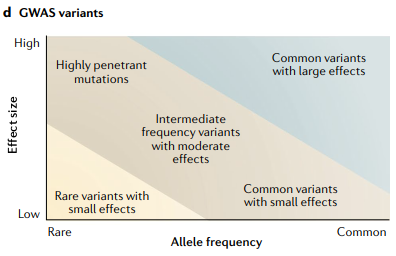 d GWAS variants
High
Effect size
Low
Highly penetrant
mutations
Common variants
with large effects
Intermediate
frequency variants
with moderate
effects
Rare variants with
small effects
Common variants
with small effects
Rare
Allele frequency
Common